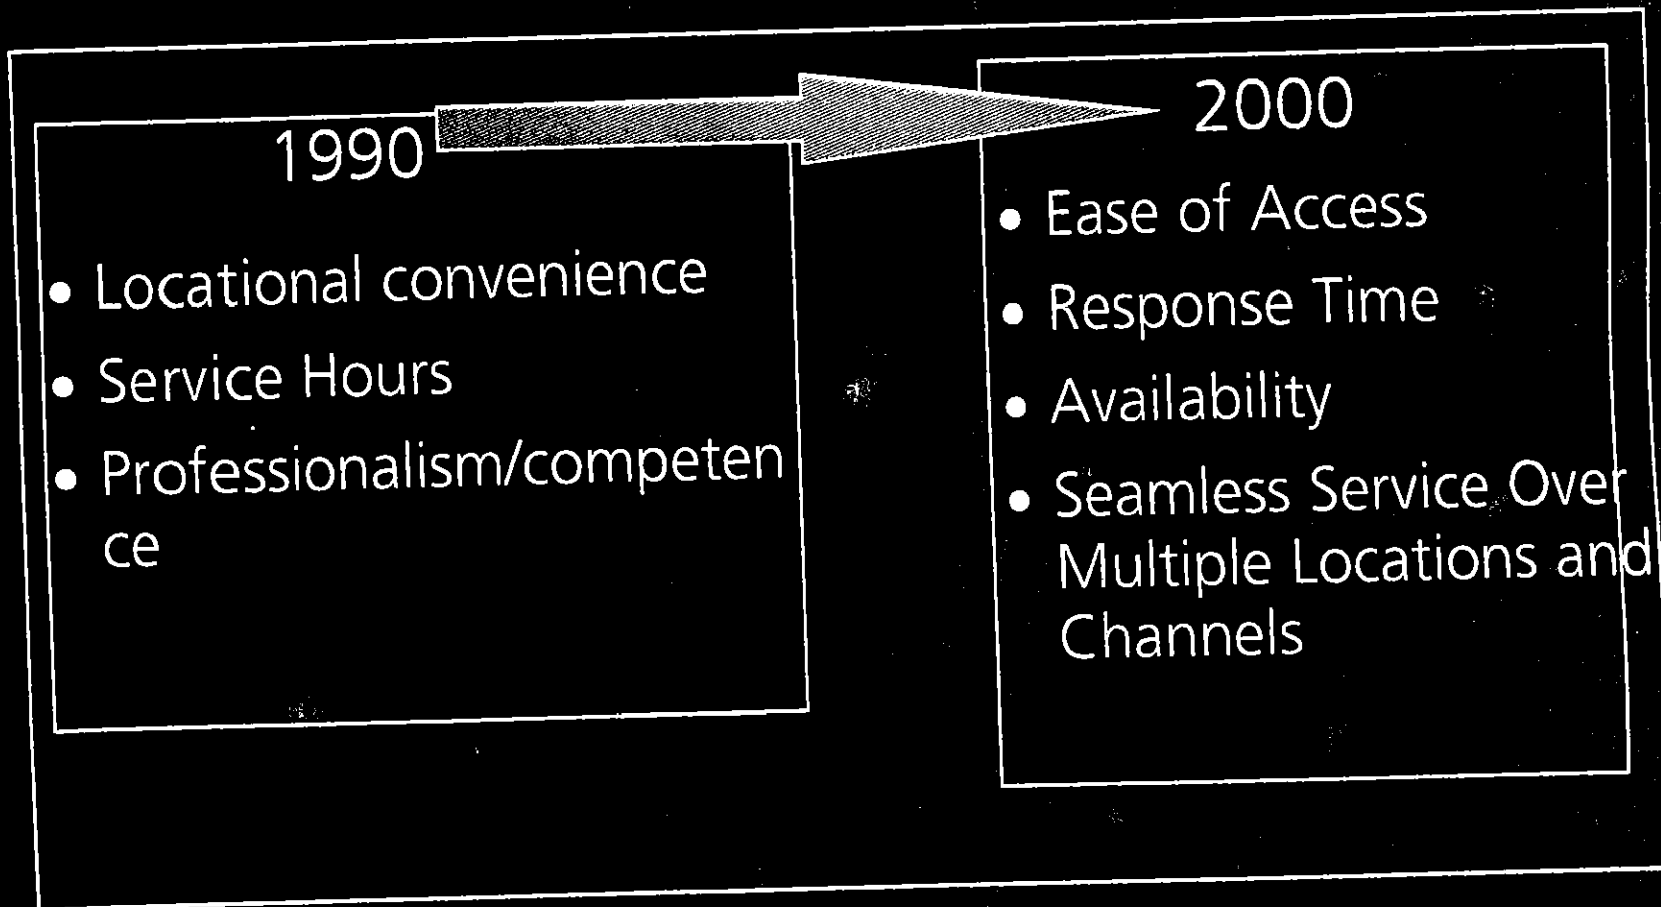 1990
• Locational convenience
• Service Hours
• Professionalism/competen
ce
2000
• Ease of Access
• Response Time
• Availability
• Seamless Service Over
Multiple Locations and
Channels